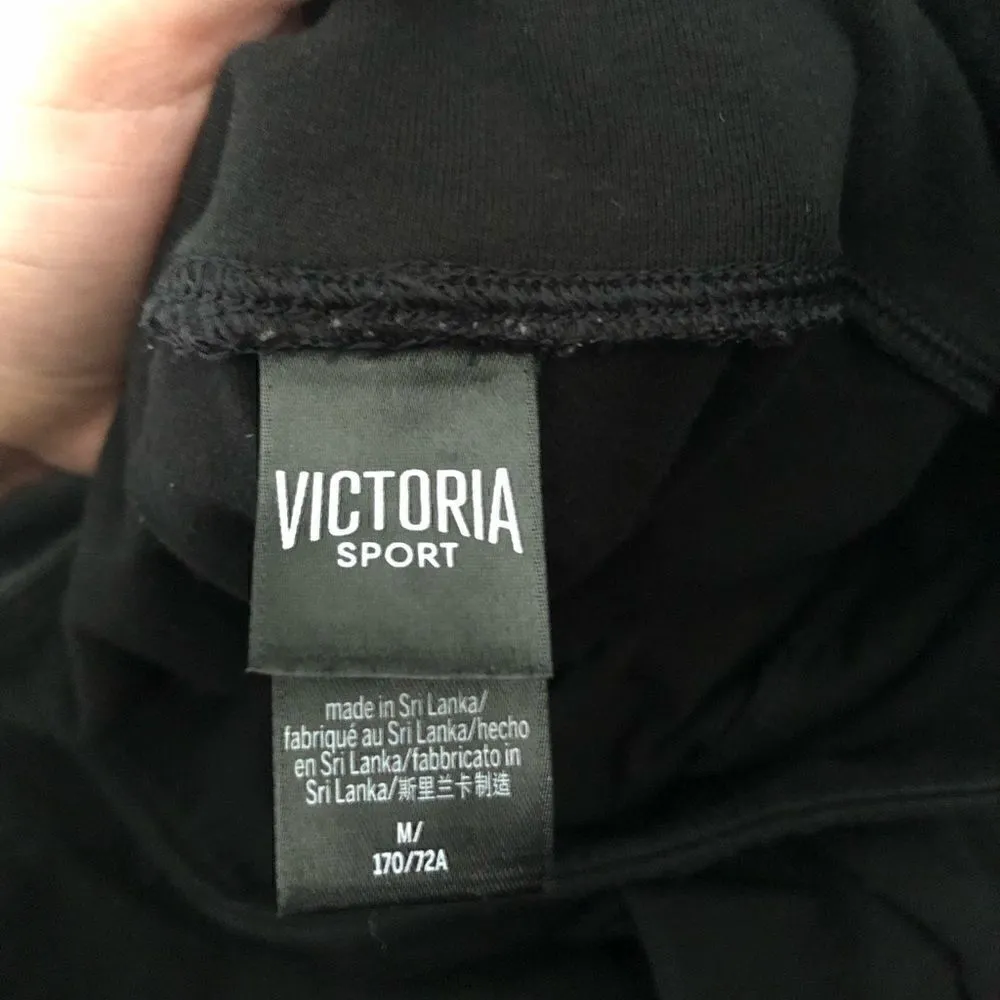 VICTORIA
SPORT
made in Sri Lanka/
fabriqué au Sri Lanka/hecho
en Sri Lanka/fabbricato in
Sri Lanka/斯里兰卡制造
M/
170/72A